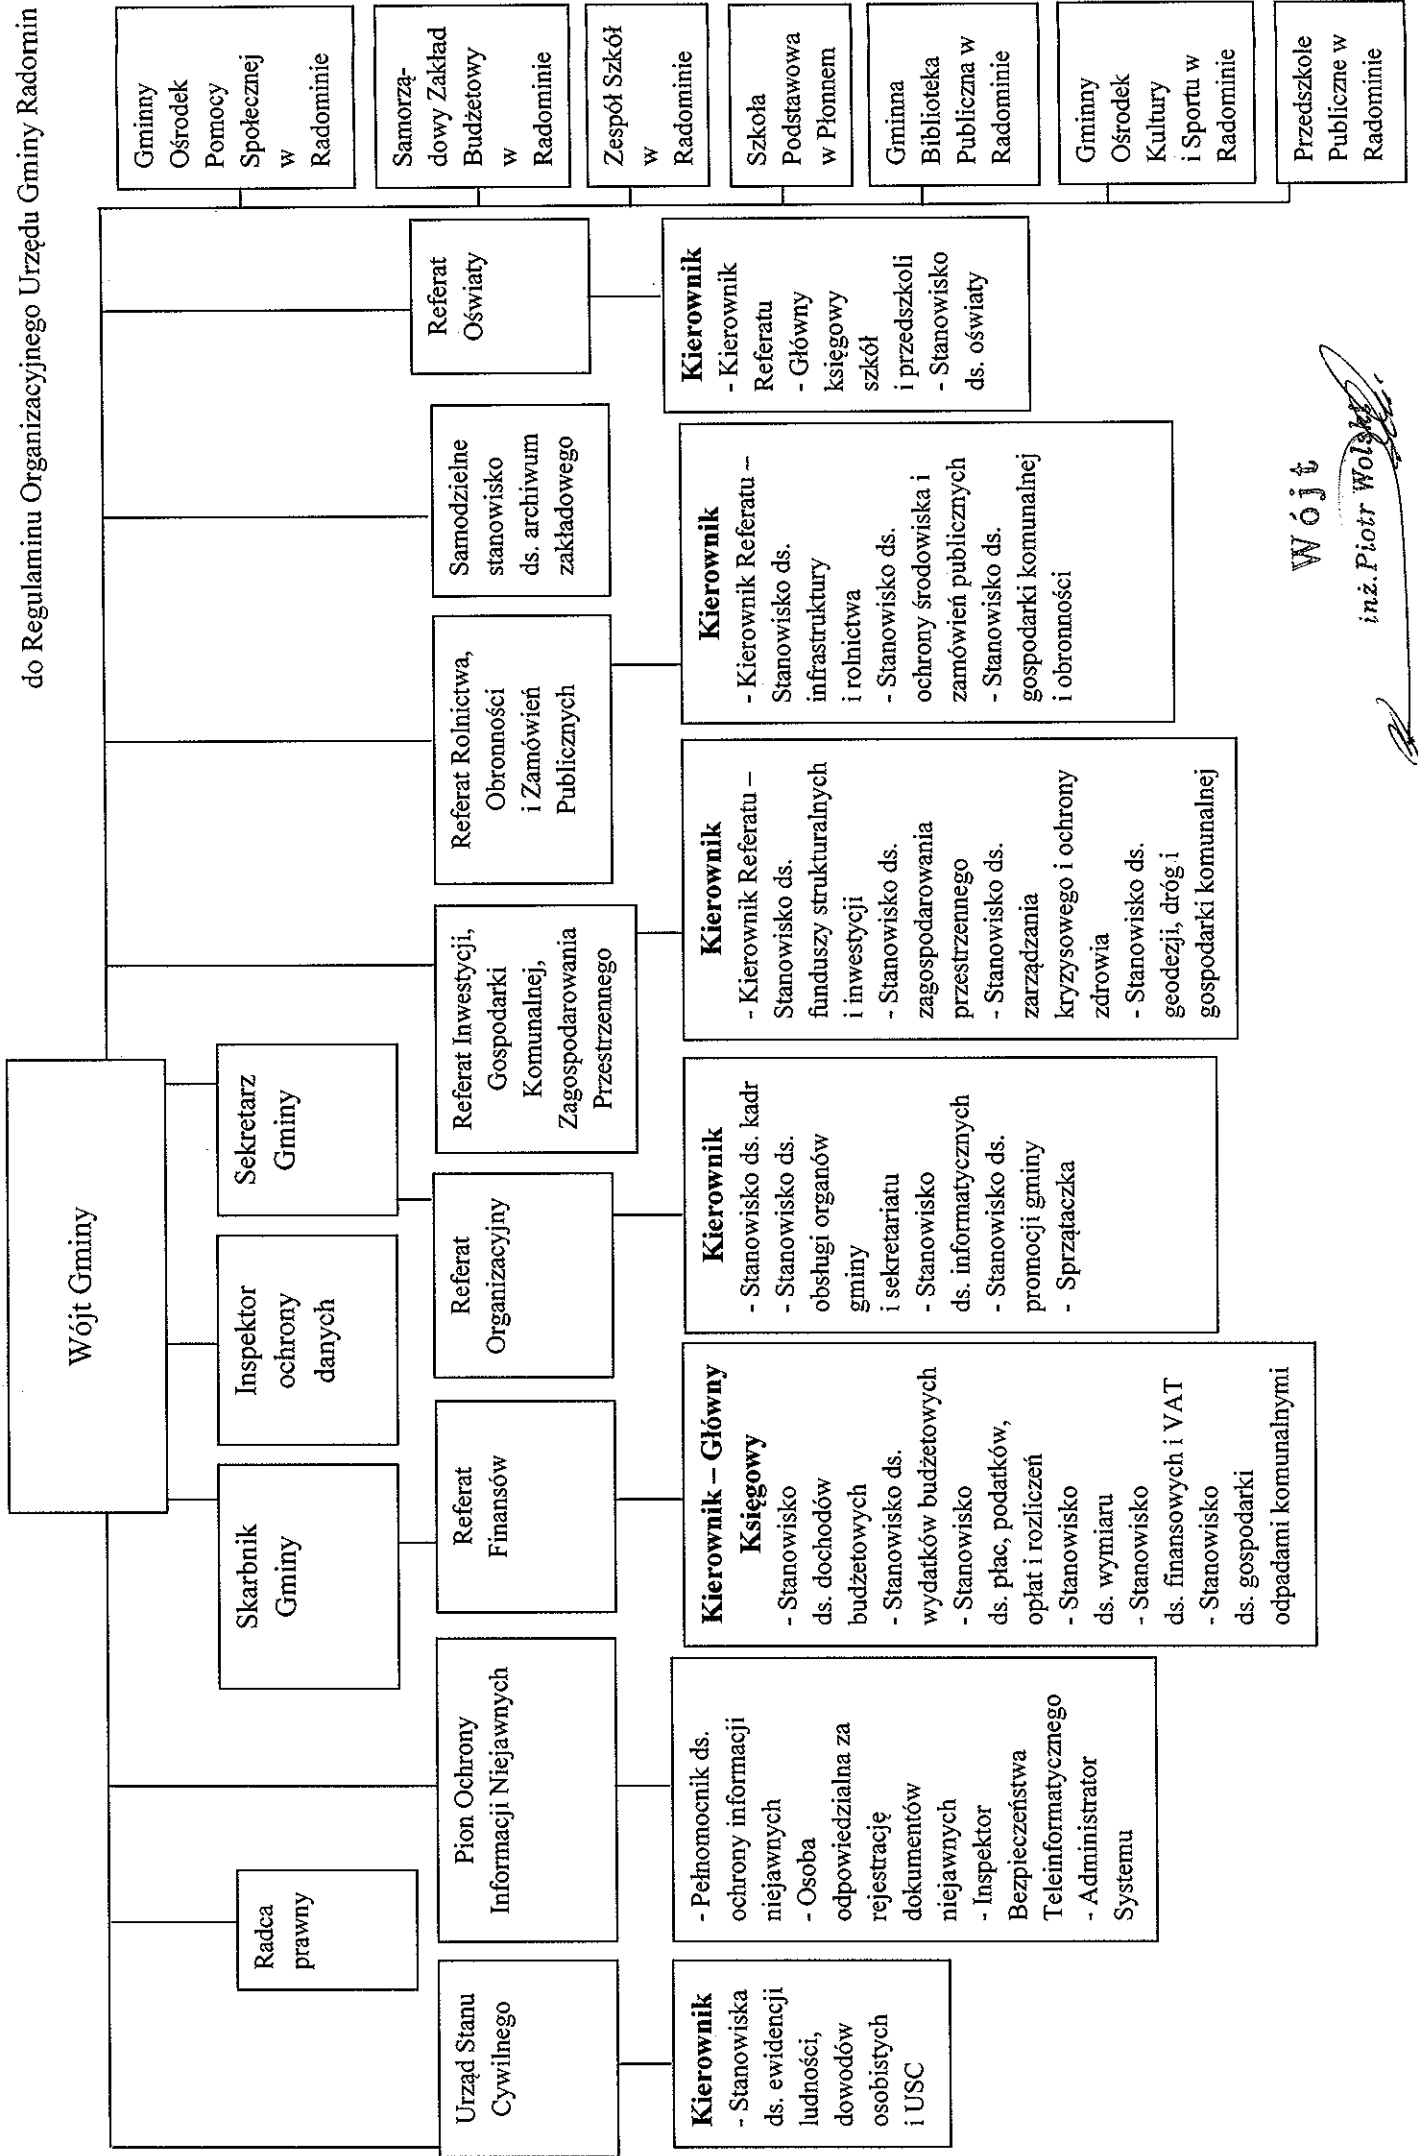 do Regulaminu Organizacyjnego Urzędu Gminy Radomin
Wójt Gminy
Radca
prawny
Skarbnik
Gminy
Inspektor
ochrony
danych
Sekretarz
Gminy
Urząd Stanu
Cywilnego
Pion Ochrony
Informacji Niejawnych
Referat
Finansów
Referat
Organizacyjny
Referat Inwestycji,
Gospodarki
Komunalnej,
Zagospodarowania
Przestrzennego
Referat Rolnictwa,
Obronności
i Zamówień
Publicznych
Samodzielne
stanowisko
ds. archiwum
zakładowego
Referat
Oświaty
Kierownik
- Stanowiska
ds. ewidencji
ludności,
dowodów
osobistych
i USC
- Pełnomocnik ds.
ochrony informacji
niejawnych
- Osoba
odpowiedzialna za
rejestrację
dokumentów
niejawnych
- Inspektor
Bezpieczeństwa
Teleinformatycznego
- Administrator
Systemu
Kierownik – Główny
Księgowy
- Stanowisko
ds. dochodów
budżetowych
- Stanowisko ds.
wydatków budżetowych
- Stanowisko
ds. płac, podatków,
opłat i rozliczeń
- Stanowisko
ds. wymiaru
- Stanowisko
ds. finansowych i VAT
- Stanowisko
ds. gospodarki
odpadami komunalnymi
Kierownik
- Stanowisko ds. kadr
- Stanowisko ds.
obsługi organów
gminy
i sekretariatu
- Stanowisko
ds. informatycznych
- Stanowisko ds.
promocji gminy
- Sprzątaczka
Kierownik
- Kierownik Referatu –
Stanowisko ds.
funduszy strukturalnych
i inwestycji
- Stanowisko ds.
zagospodarowania
przestrzennego
- Stanowisko ds.
zarządzania
kryzysowego i ochrony
zdrowia
- Stanowisko ds.
geodezji, dróg i
gospodarki komunalnej
Kierownik
- Kierownik Referatu –
Stanowisko ds.
infrastruktury
i rolnictwa
- Stanowisko ds.
ochrony środowiska i
zamówień publicznych
- Stanowisko ds.
gospodarki komunalnej
i obronności
Kierownik
- Kierownik
Referatu
- Główny
księgowy
szkół
i przedszkoli
- Stanowisko
ds. oświaty
Gminny
Ośrodek
Pomocy
Społecznej
w
Radominie
Samorzą-
dowy Zakład
Budżetowy
w
Radominie
Zespół Szkół
w
Radominie
Szkoła
Podstawowa
w Płonnem
Gminna
Biblioteka
Publiczna w
Radominie
Gminny
Ośrodek
Kultury
i Sportu w
Radominie
Przedszkole
Publiczne w
Radominie
Wójt
inż. Piotr Wolski